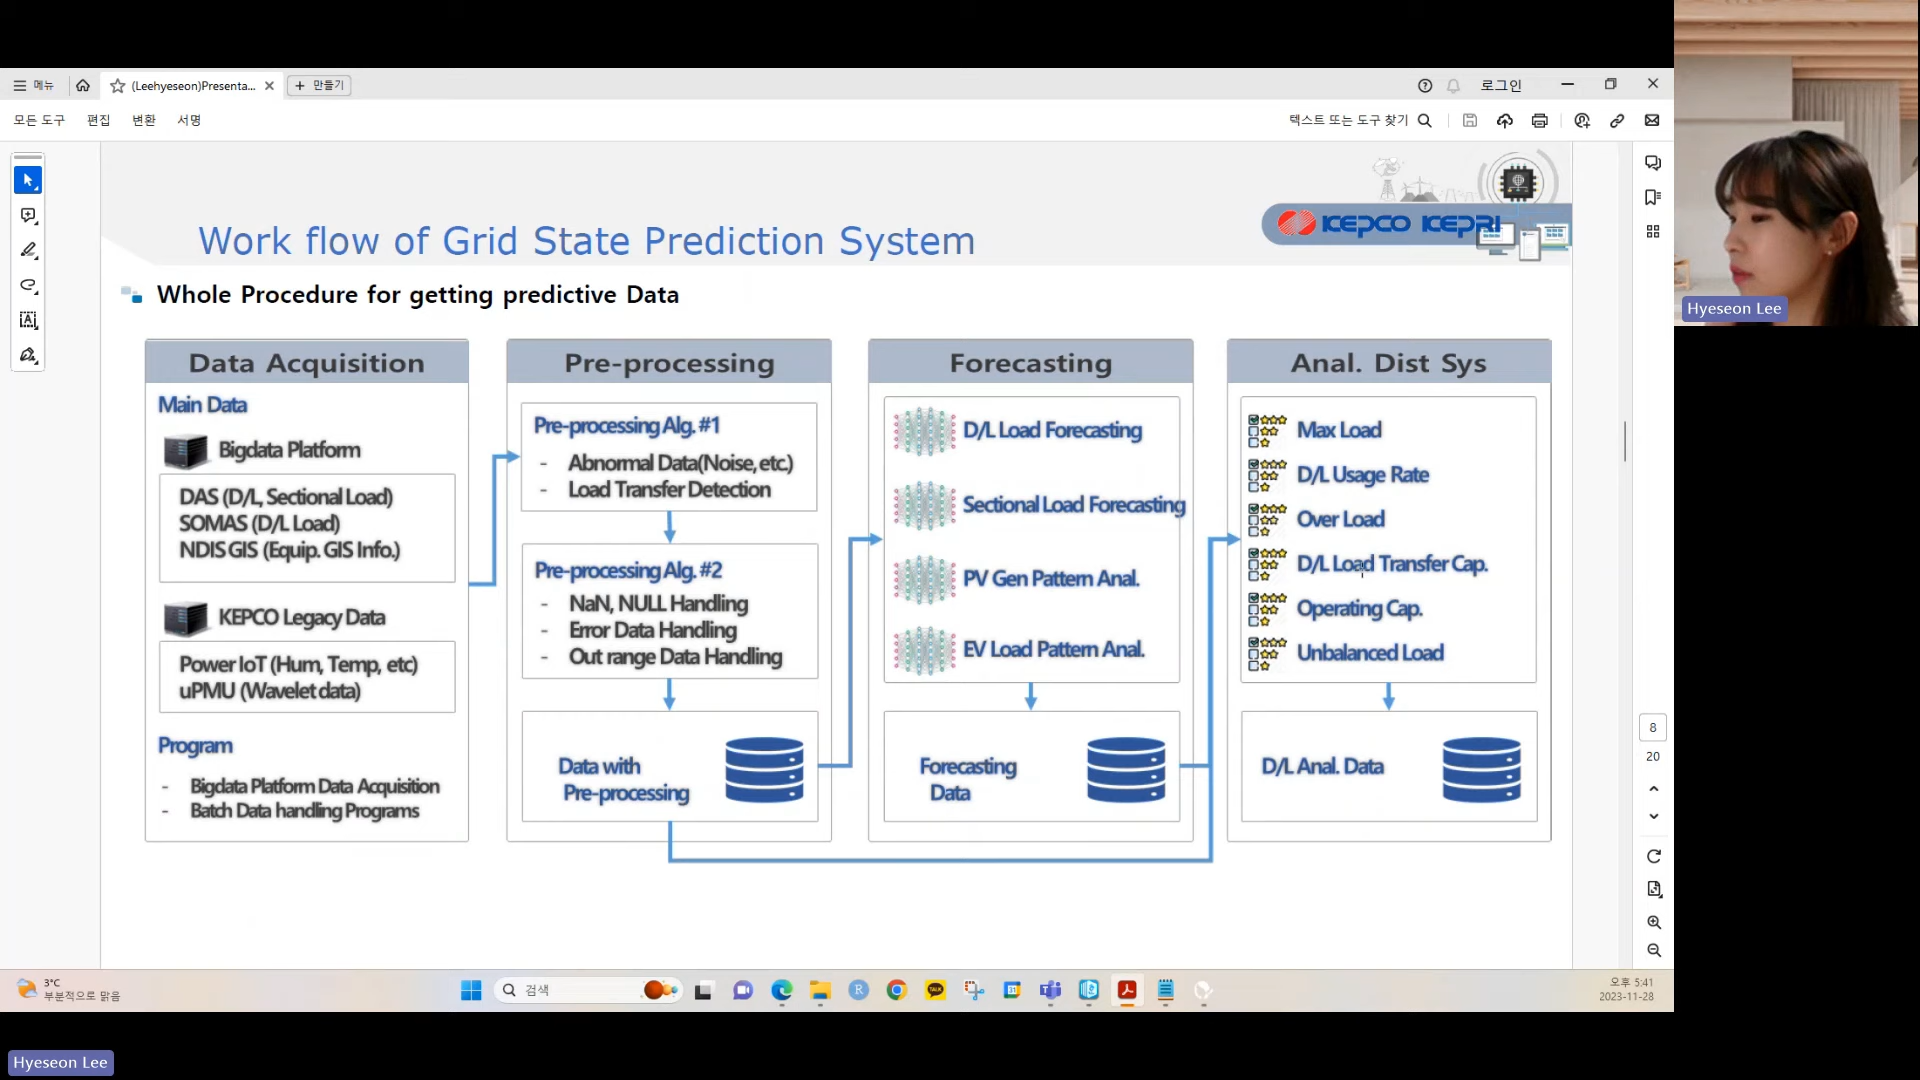 메뉴
(Leehyeseon)Presenta...
만들기
로그인
모든 도구
편집
변환
서명
텍스트 또는 도구 찾기
Hyeseon Lee
KEPCO KEPRI
Work flow of Grid State Prediction System
Whole Procedure for getting predictive Data
Data Acquisition
Main Data
Bigdata Platform
DAS (D/L, Sectional Load)
SOMAS (D/L Load)
NDIS GIS (Equip. GIS Info.)
KEPCO Legacy Data
Power IoT (Hum, Temp, etc)
uPMU (Wavelet data)
Program
- Bigdata Platform Data Acquisition
- Batch Data handling Programs
Pre-processing
Pre-processing Alg. #1
- Abnormal Data(Noise, etc.)
- Load Transfer Detection
Pre-processing Alg. #2
- NaN, NULL Handling
- Error Data Handling
- Out range Data Handling
Data with
Pre-processing
Forecasting
D/L Load Forecasting
Sectional Load Forecasting
PV Gen Pattern Anal.
EV Load Pattern Anal.
Forecasting
Data
Anal. Dist Sys
Max Load
D/L Usage Rate
Over Load
D/L Load Transfer Cap.
Operating Cap.
Unbalanced Load
D/L Anal. Data
8
20
3°C
부분적으로 맑음
검색
오후 5:41
2023-11-28
Hyeseon Lee